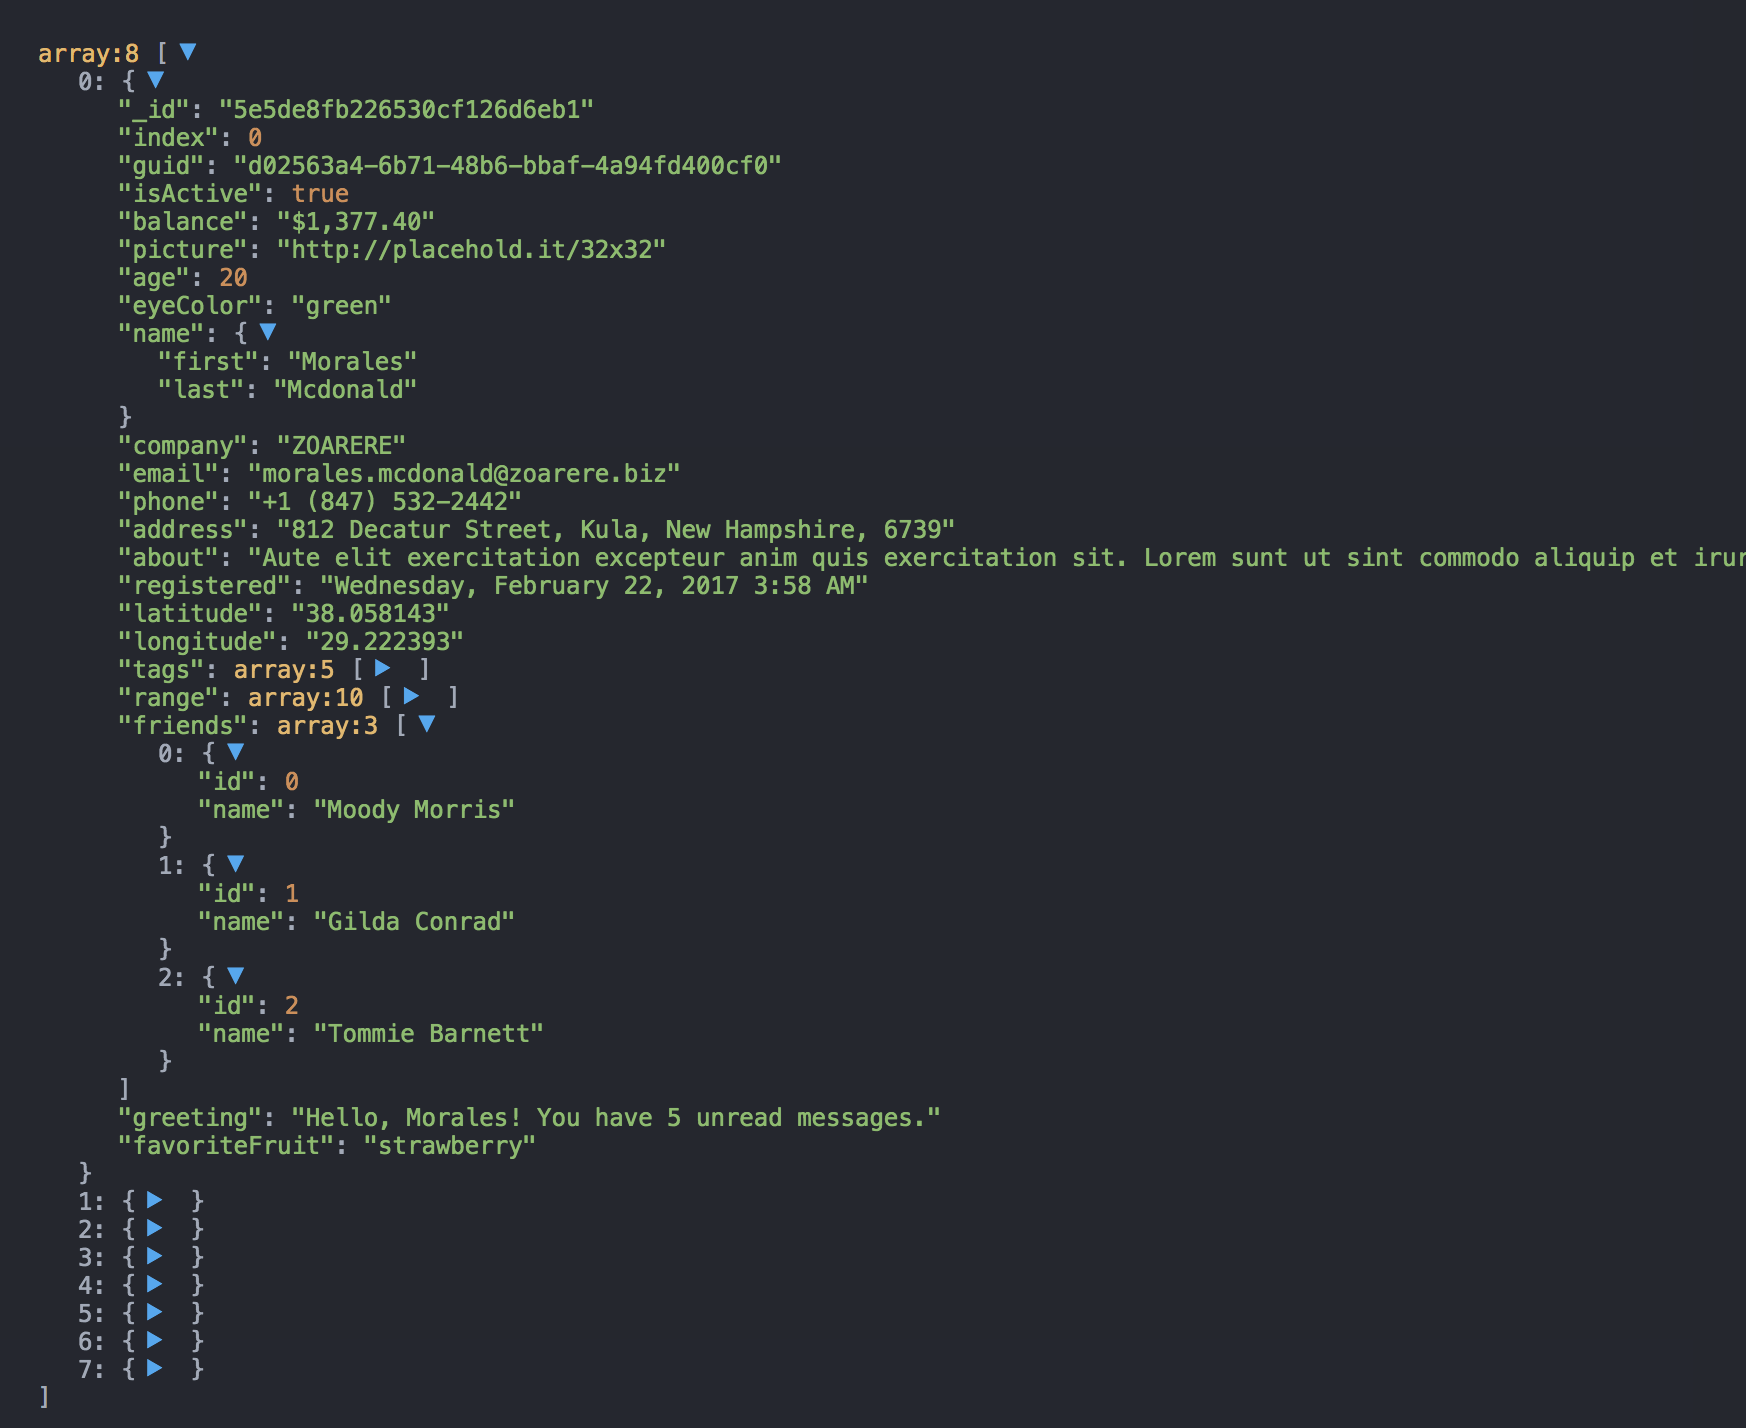 array:8 [ ▼
0: { ▼
"_id": "5e5de8fb226530cf126d6eb1"
"index": 0
"guid": "d02563a4-6b71-48b6-bbaf-4a94fd400cf0"
"isActive": true
"balance": "$1,377.40"
"picture": "http://placehold.it/32x32"
"age": 20
"eyeColor": "green"
"name": { ▼
"first": "Morales"
"last": "Mcdonald"
}
"company": "ZOARERE"
"email": "morales.mcdonald@zoarere.biz"
"phone": "+1 (847) 532-2442"
"address": "812 Decatur Street, Kula, New Hampshire, 6739"
"about": "Aute elit exercitation excepteur anim quis exercitation sit. Lorem sunt ut sint commodo aliquip et irur
"registered": "Wednesday, February 22, 2017 3:58 AM"
"latitude": "38.058143"
"longitude": "29.222393"
"tags": array:5 [ ▶ ]
"range": array:10 [ ▶ ]
"friends": array:3 [ ▼
0: { ▼
"id": 0
"name": "Moody Morris"
}
1: { ▼
"id": 1
"name": "Gilda Conrad"
}
2: { ▼
"id": 2
"name": "Tommie Barnett"
}
]
"greeting": "Hello, Morales! You have 5 unread messages."
"favoriteFruit": "strawberry"
}
1: { ▶ }
2: { ▶ }
3: { ▶ }
4: { ▶ }
5: { ▶ }
6: { ▶ }
7: { ▶ }
]